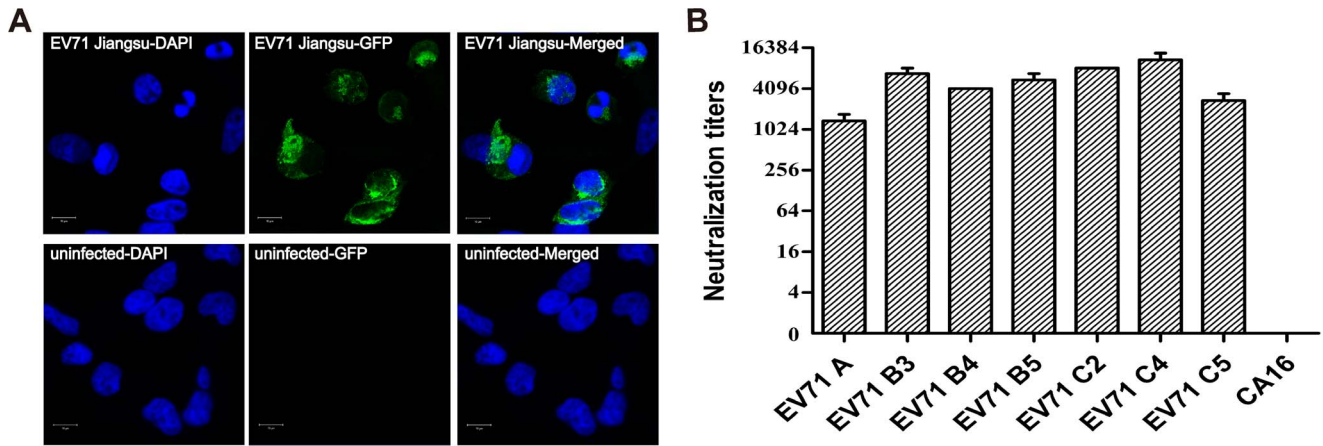 A
EV71 Jiangsu-DAPI
EV71 Jiangsu-GFP
EV71 Jiangsu-Merged
uninfected-DAPI
uninfected-GFP
uninfected-Merged
B
Neutralization titers
16384
4096
1024
256
64
16
4
0
EV71 A
EV71 B3
EV71 B4
EV71 B5
EV71 C2
EV71 C4
EV71 C5
CA16